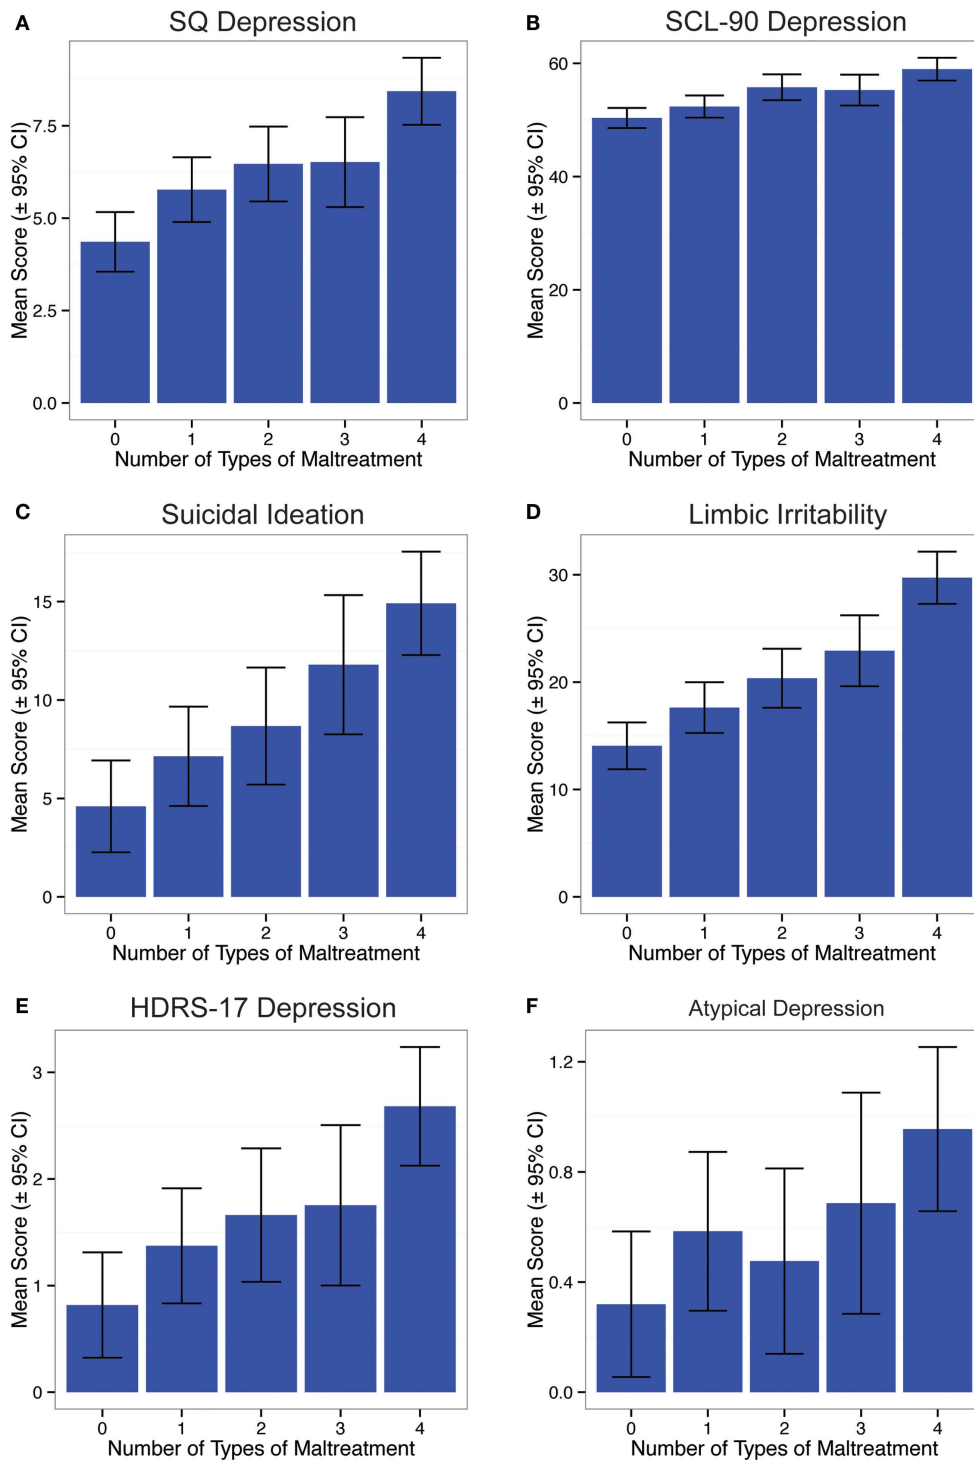 A
SQ Depression
Mean Score (± 95% CI)
7.5
5.0
2.5
0.0
0 1 2 3 4
Number of Types of Maltreatment
B
SCL-90 Depression
Mean Score (± 95% CI)
60
40
20
0
0 1 2 3 4
Number of Types of Maltreatment
C
Suicidal Ideation
Mean Score (± 95% CI)
15
10
5
0
0 1 2 3 4
Number of Types of Maltreatment
D
Limbic Irritability
Mean Score (± 95% CI)
30
20
10
0
0 1 2 3 4
Number of Types of Maltreatment
E
HDRS-17 Depression
Mean Score (± 95% CI)
3
2
1
0
0 1 2 3 4
Number of Types of Maltreatment
F
Atypical Depression
Mean Score (± 95% CI)
1.2
0.8
0.4
0.0
0 1 2 3 4
Number of Types of Maltreatment